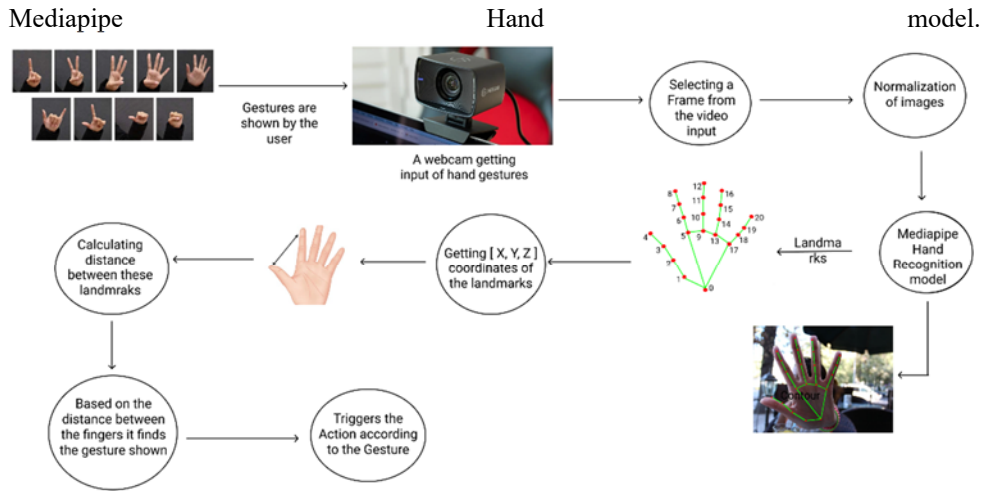 Mediapipe Hand model.
Gestures are
shown by the
user
A webcam getting
input of hand gestures
Selecting a
Frame from
the video
input
Normalization
of images
Mediapipe
Hand
Recognition
model
Landma
rks
12
8
16
11
7
15
20
10
6
14
19
4
5
9
13
18
3
17
1
0
Contour
Getting [ X, Y, Z ]
coordinates of
the landmarks
Calculating
distance
between these
landmraks
Based on the
distance between
the fingers it finds
the gesture shown
Triggers the
Action according
to the Gesture